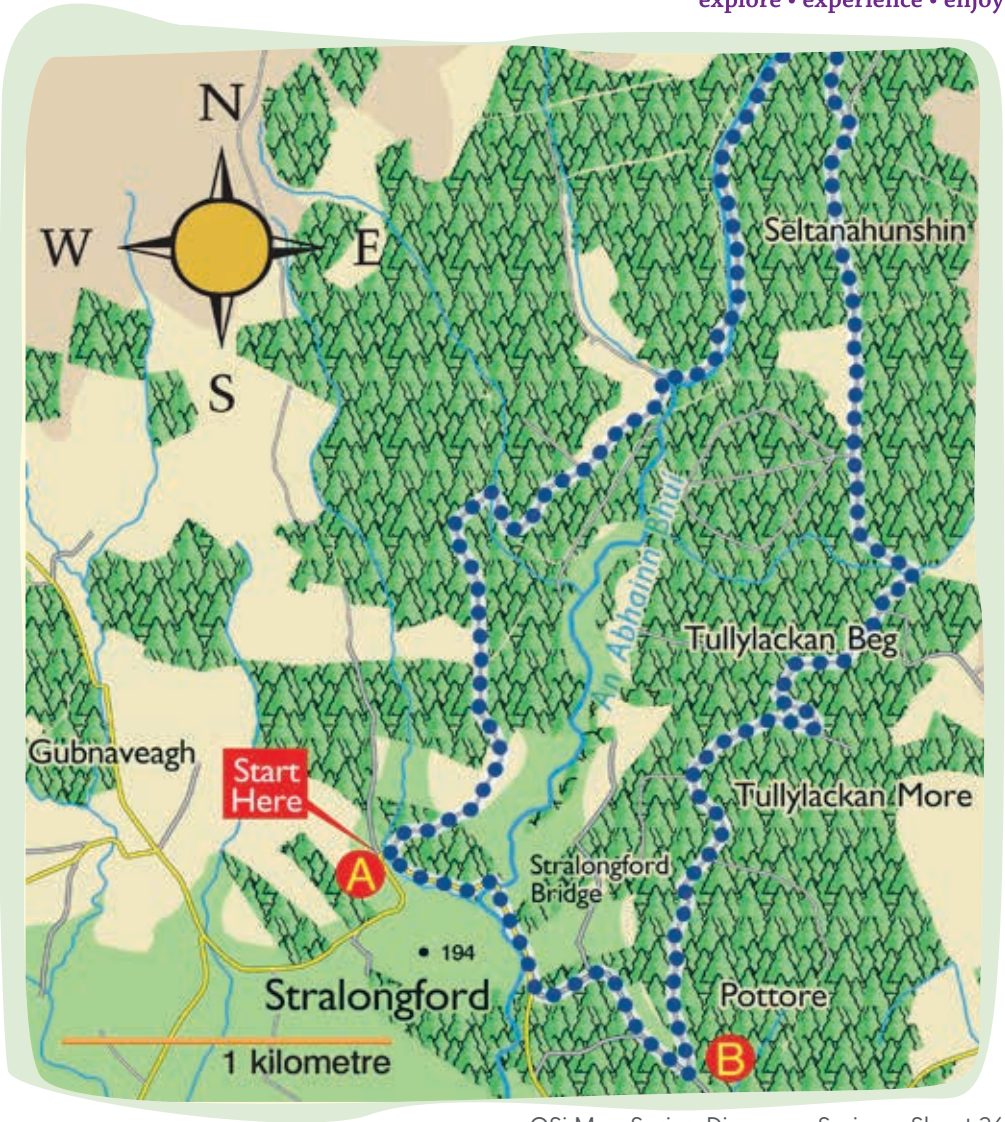 explore • experience • enjoy
N
W
E
S
Seltanahunshin
An Abhainn Bhuí
Tullylackan Beg
Gubnaveagh
Start
Here
Tullylackan More
A
Stralongford
Bridge
• 194
Stralongford
Pottore
1 kilometre
B